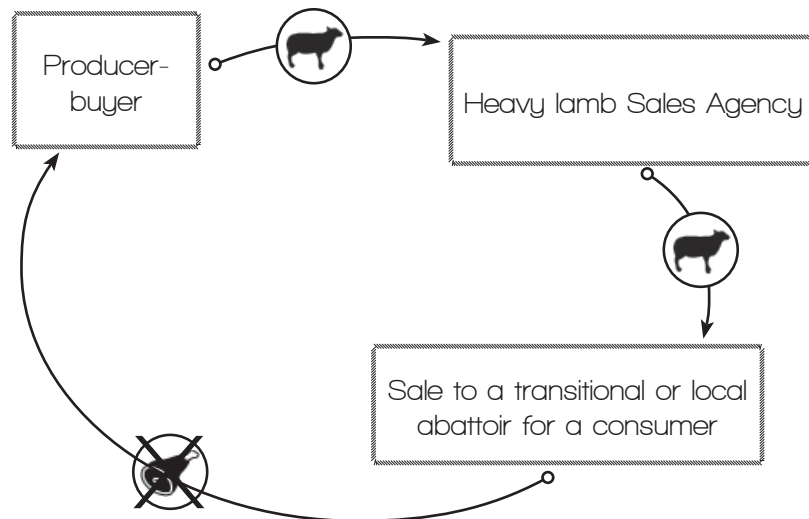 Producer-
buyer
Heavy lamb Sales Agency
Sale to a transitional or local
abattoir for a consumer